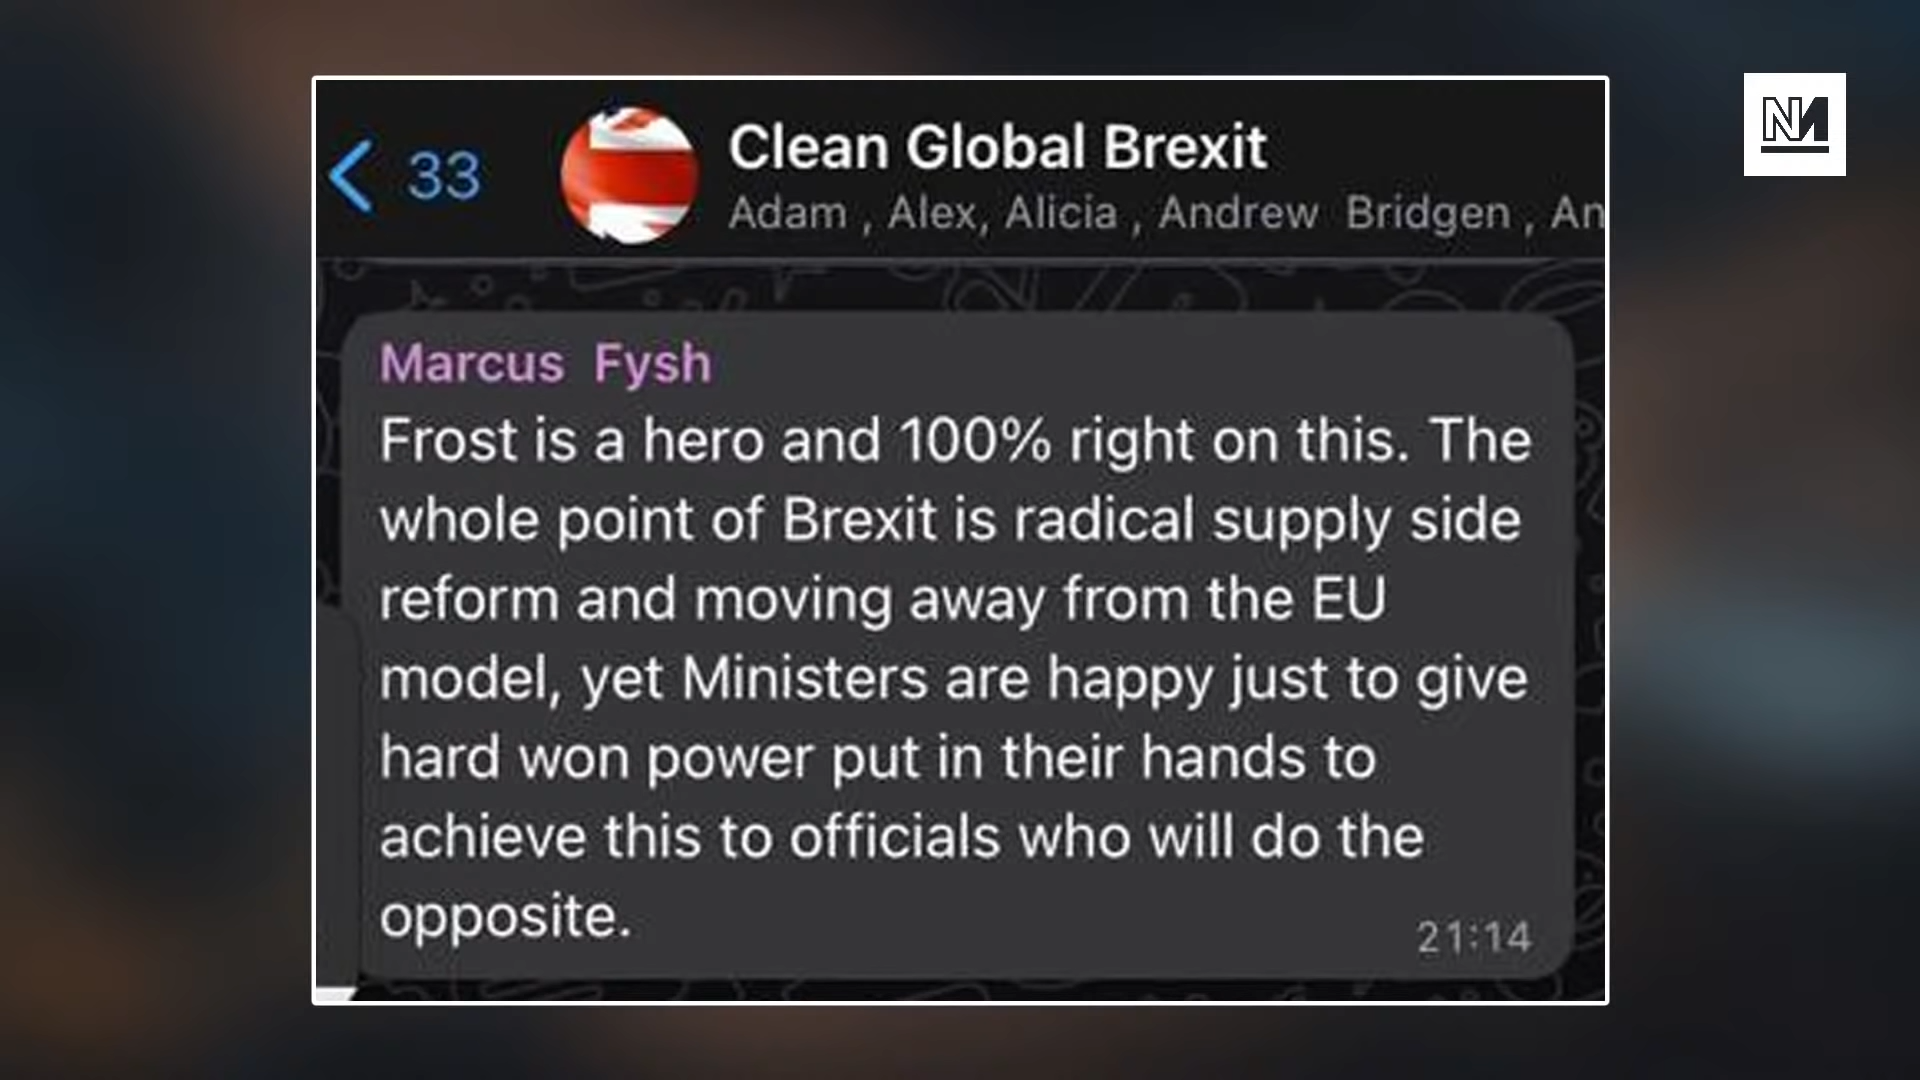 33
Clean Global Brexit
Adam , Alex, Alicia , Andrew Bridgen , An
NM
Marcus Fysh
Frost is a hero and 100% right on this. The
whole point of Brexit is radical supply side
reform and moving away from the EU
model, yet Ministers are happy just to give
hard won power put in their hands to
achieve this to officials who will do the
opposite.
21:14